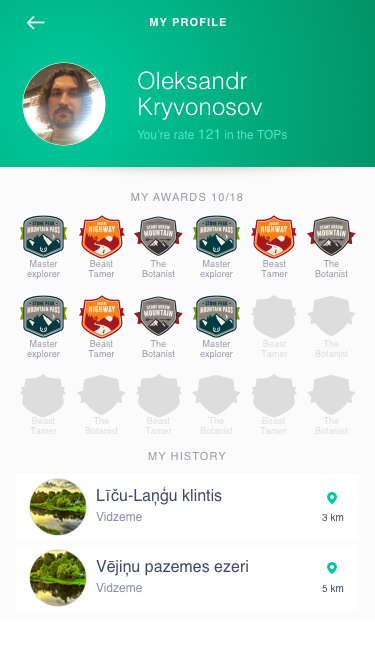 MY PROFILE
Oleksandr
Kryvonosov
You're rate 121 in the TOPs
MY AWARDS 10/18
STONE PEAK MOUNTAIN PASS
HIGHWAY
MOUNTAIN
STONE PEAK MOUNTAIN PASS
HIGHWAY
MOUNTAIN
Master explorer
Beast Tamer
The Botanist
Master explorer
Beast Tamer
The Botanist
STONE PEAK MOUNTAIN PASS
HIGHWAY
MOUNTAIN
STONE PEAK MOUNTAIN PASS
Master explorer
Beast Tamer
The Botanist
Master explorer
Beast Tamer
The Botanist
Beast Tamer
The Botanist
Beast Tamer
The Botanist
Beast Tamer
The Botanist
MY HISTORY
Līču-Laņģu klintis
Vidzeme
3 km
Vējiņu pazemes ezeri
Vidzeme
5 km